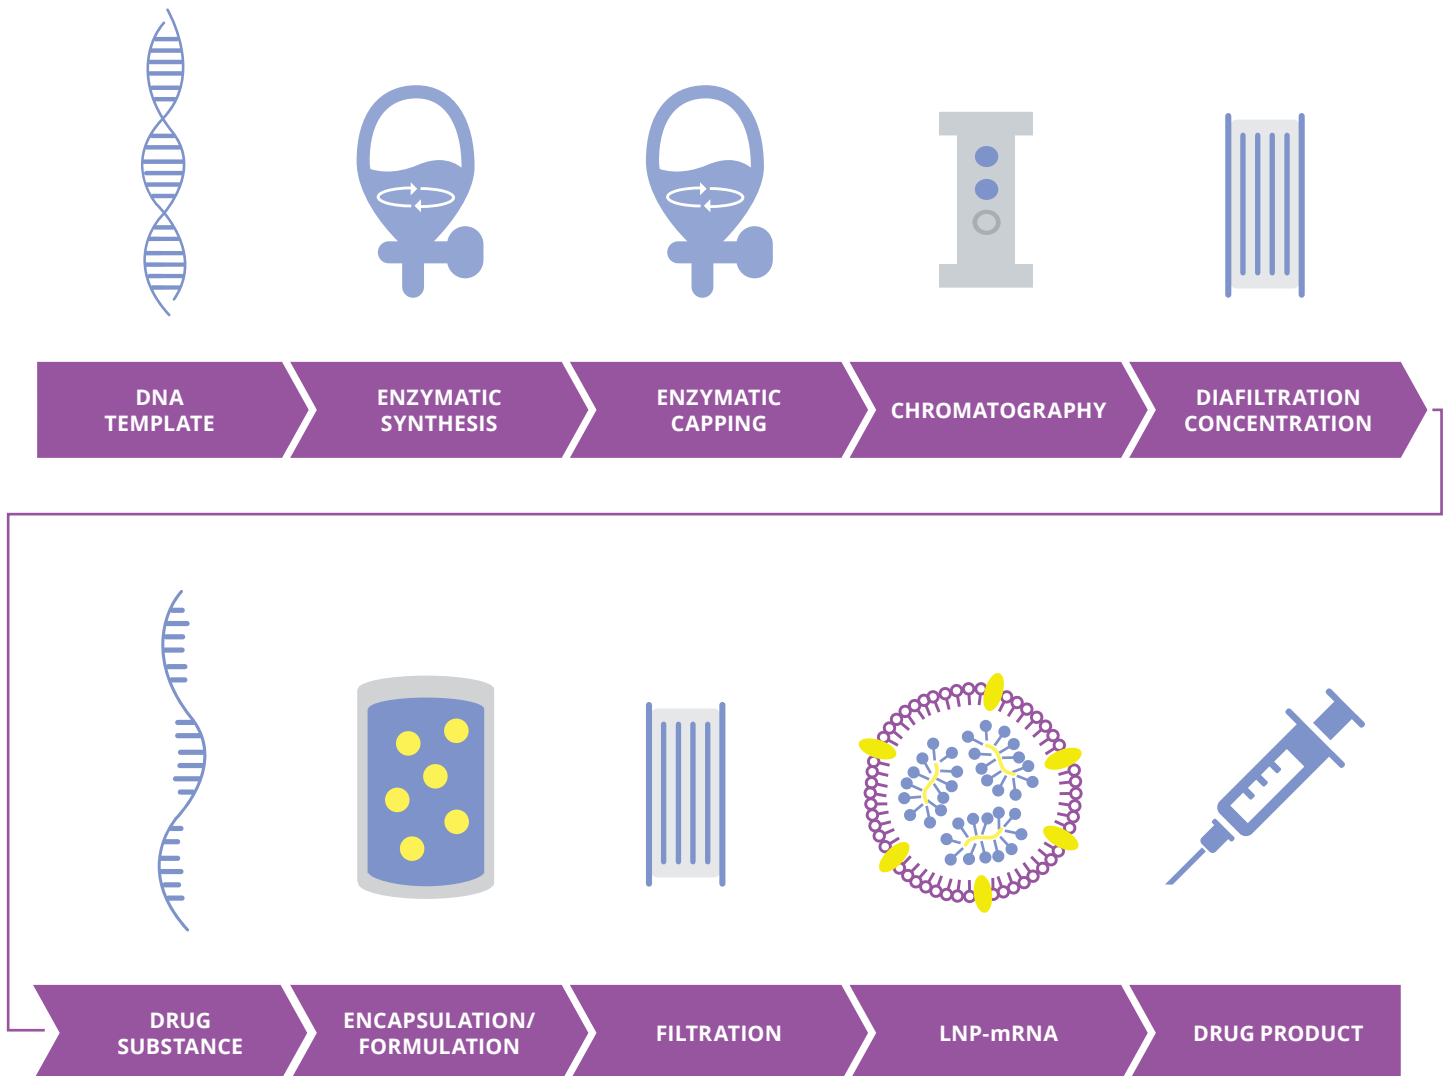 DNA
TEMPLATE
ENZYMATIC
SYNTHESIS
ENZYMATIC
CAPPING
CHROMATOGRAPHY
DIAFILTRATION
CONCENTRATION
DRUG
SUBSTANCE
ENCAPSULATION/
FORMULATION
FILTRATION
LNP-mRNA
DRUG PRODUCT